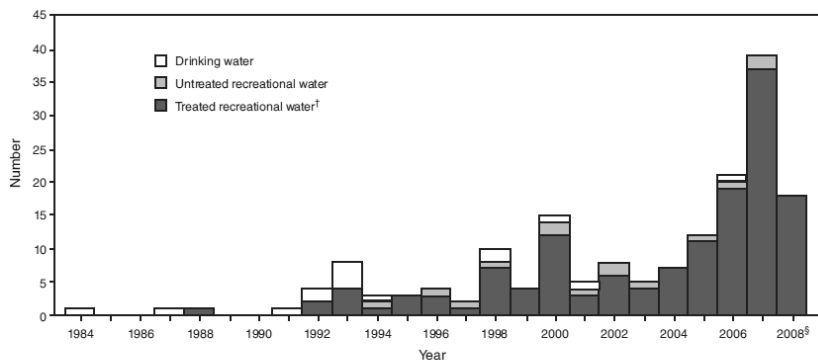 45
40
35
30
25
20
15
10
5
0
Number
Drinking water
Untreated recreational water
Treated recreational water†
1984 1986 1988 1990 1992 1994 1996 1998 2000 2002 2004 2006 2008§
Year